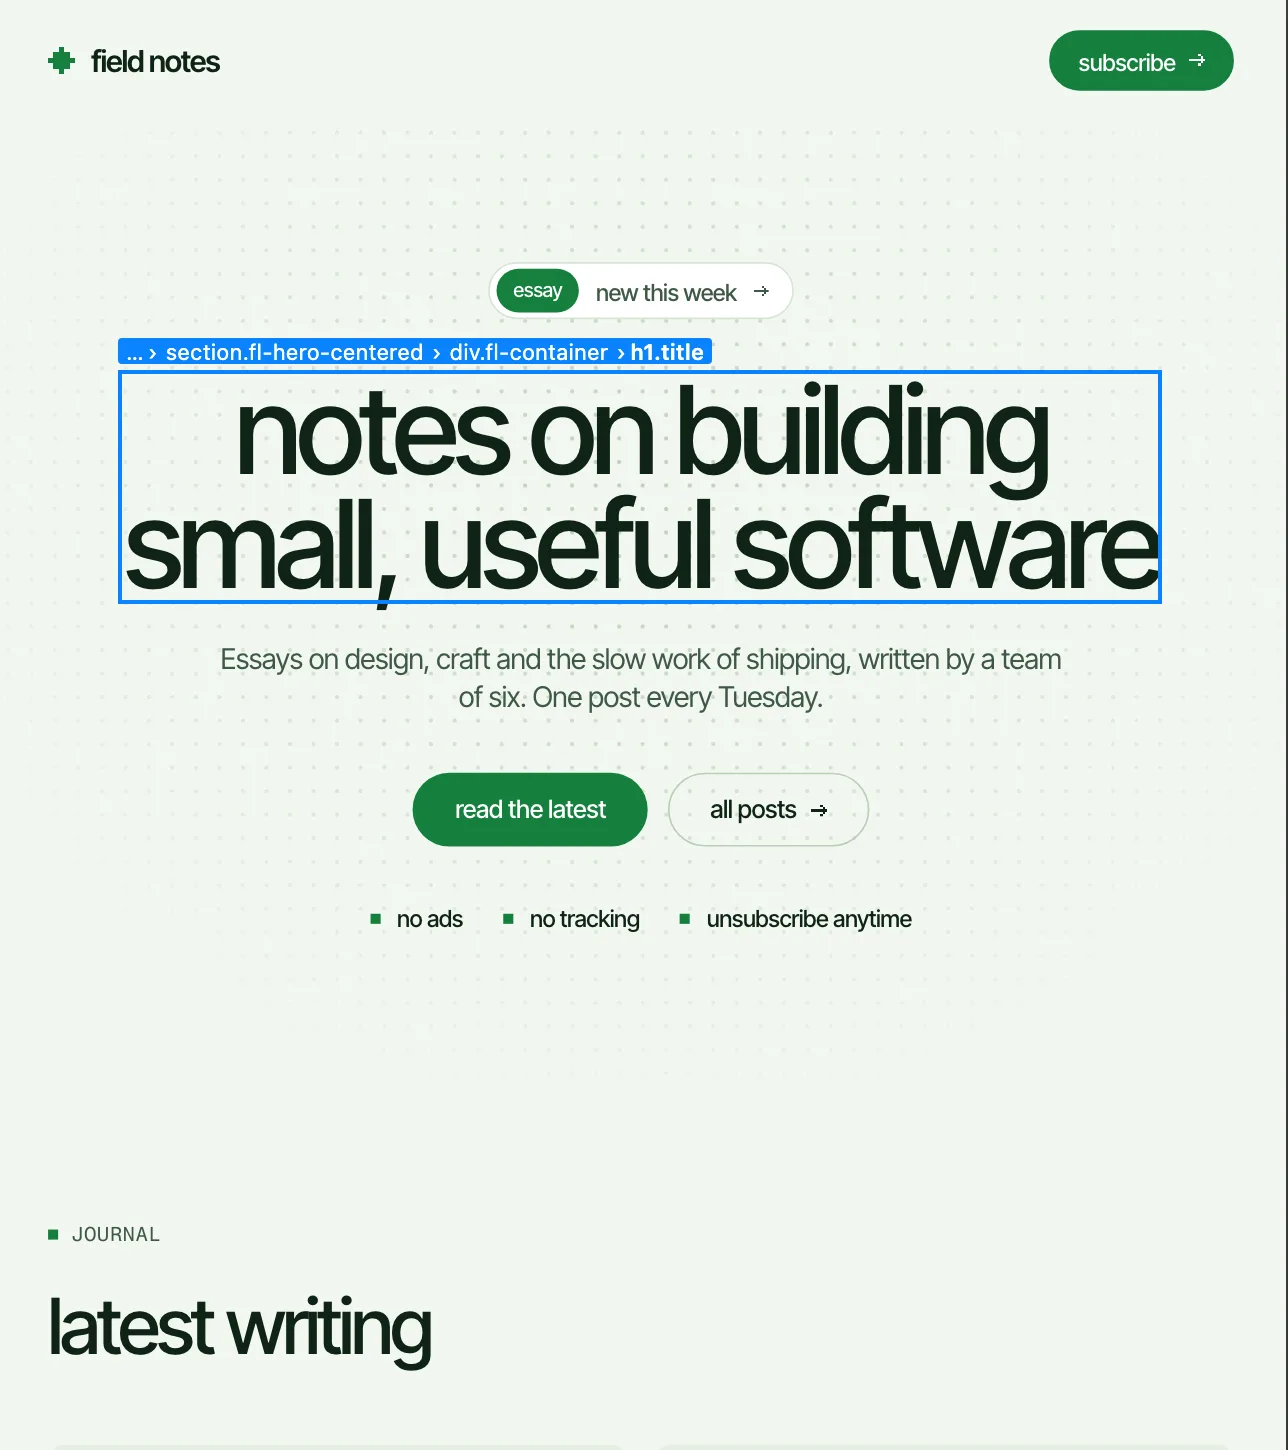 field notes
subscribe →
essay new this week →
... › section.fl-hero-centered › div.fl-container › h1.title
notes on building
small, useful software
Essays on design, craft and the slow work of shipping, written by a team
of six. One post every Tuesday.
read the latest
all posts →
no ads
no tracking
unsubscribe anytime
JOURNAL
latest writing